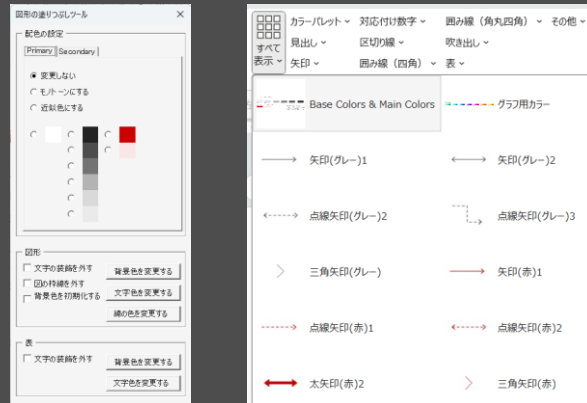 図形の塗りつぶしツール
配色の設定
Primary Secondary
変更しない
モノトーンにする
近似色にする
図形
文字の装飾を外す
図の枠線を外す
背景色を初期化する
背景色を変更する
文字色を変更する
線の色を変更する
表
文字の装飾を外す
背景色を変更する
文字色を変更する
すべて表示
カラーパレット 対応付け数字 囲み線（角丸四角） その他
見出し 区切り線 吹き出し
矢印 囲み線（四角） 表
Base Colors & Main Colors グラフ用カラー
矢印(グレー)1 矢印(グレー)2
点線矢印(グレー)2 点線矢印(グレー)3
三角矢印(グレー) 矢印(赤)1
点線矢印(赤)1 点線矢印(赤)2
太矢印(赤)2 三角矢印(赤)